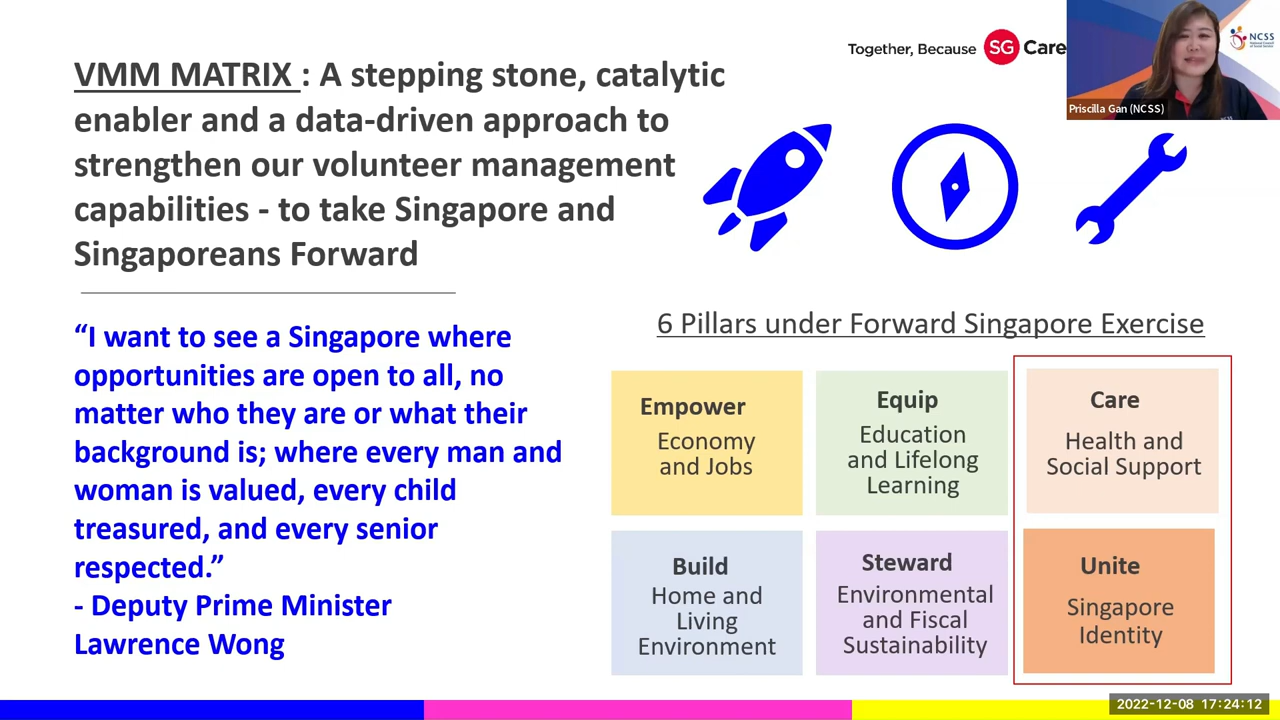 VMM MATRIX : A stepping stone, catalytic
enabler and a data-driven approach to
strengthen our volunteer management
capabilities - to take Singapore and
Singaporeans Forward
“I want to see a Singapore where
opportunities are open to all, no
matter who they are or what their
background is; where every man and
woman is valued, every child
treasured, and every senior
respected.”
- Deputy Prime Minister
Lawrence Wong
Together, Because SG Care
NCSS
Priscilla Gan (NCSS)
6 Pillars under Forward Singapore Exercise
Empower
Economy
and Jobs
Equip
Education
and Lifelong
Learning
Care
Health and
Social Support
Build
Home and
Living
Environment
Steward
Environmental
and Fiscal
Sustainability
Unite
Singapore
Identity
2022-12-08 17:24:12